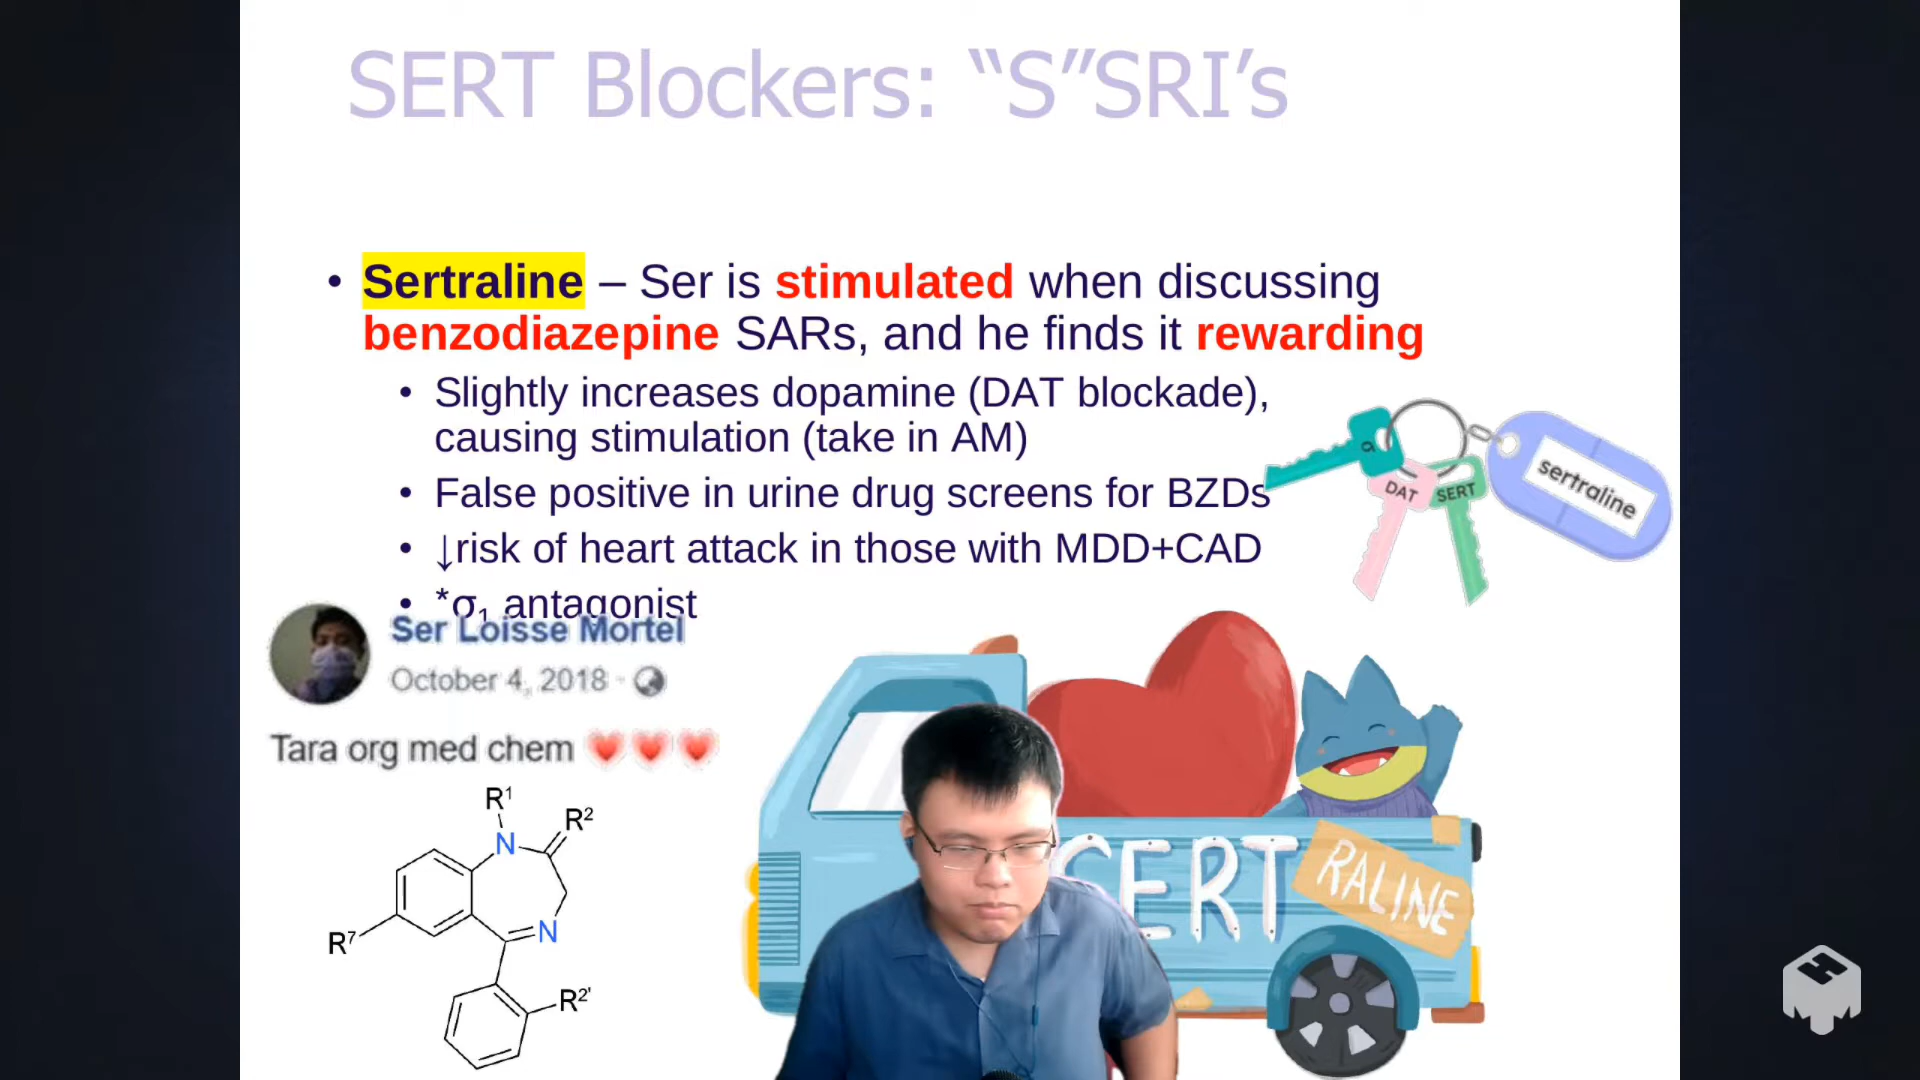 SERT Blockers: “S”SRI’s
• Sertraline – Ser is stimulated when discussing
benzodiazepine SARs, and he finds it rewarding
• Slightly increases dopamine (DAT blockade),
causing stimulation (take in AM)
• False positive in urine drug screens for BZDs
• ↓risk of heart attack in those with MDD+CAD
• *σ₁ antagonist
σ
DAT
SERT
sertraline
Ser Loisse Mortel
October 4, 2018 ·
Tara org med chem ❤❤❤
R¹
R²
N
N
R⁷
R²'
SERT
RALINE